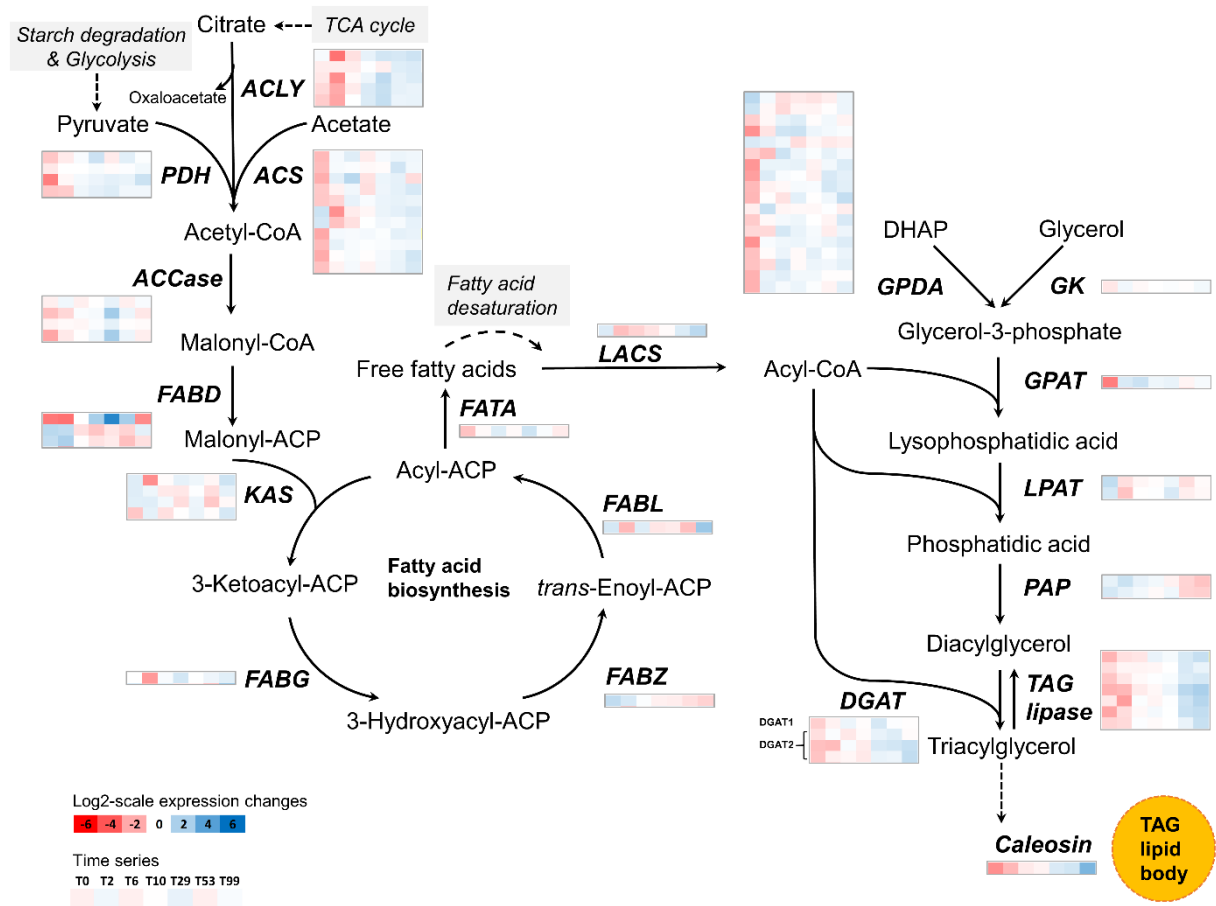 Starch degradation
& Glycolysis
Citrate
TCA cycle
Oxaloacetate
ACLY
Pyruvate
Acetate
PDH
ACS
Acetyl-CoA
ACCase
Malonyl-CoA
FABD
Malonyl-ACP
KAS
Fatty acid
desaturation
Free fatty acids
LACS
FATA
Acyl-ACP
FABL
3-Ketoacyl-ACP
Fatty acid
biosynthesis
trans-Enoyl-ACP
FABG
FABZ
3-Hydroxyacyl-ACP
DHAP
Glycerol
GPDA
GK
Glycerol-3-phosphate
Acyl-CoA
GPAT
Lysophosphatidic acid
LPAT
Phosphatidic acid
PAP
Diacylglycerol
TAG
lipase
DGAT
DGAT1
DGAT2
Triacylglycerol
Caleosin
TAG
lipid
body
Log2-scale expression changes
-6 -4 -2 0 2 4 6
Time series
T0 T2 T6 T10 T29 T53 T99